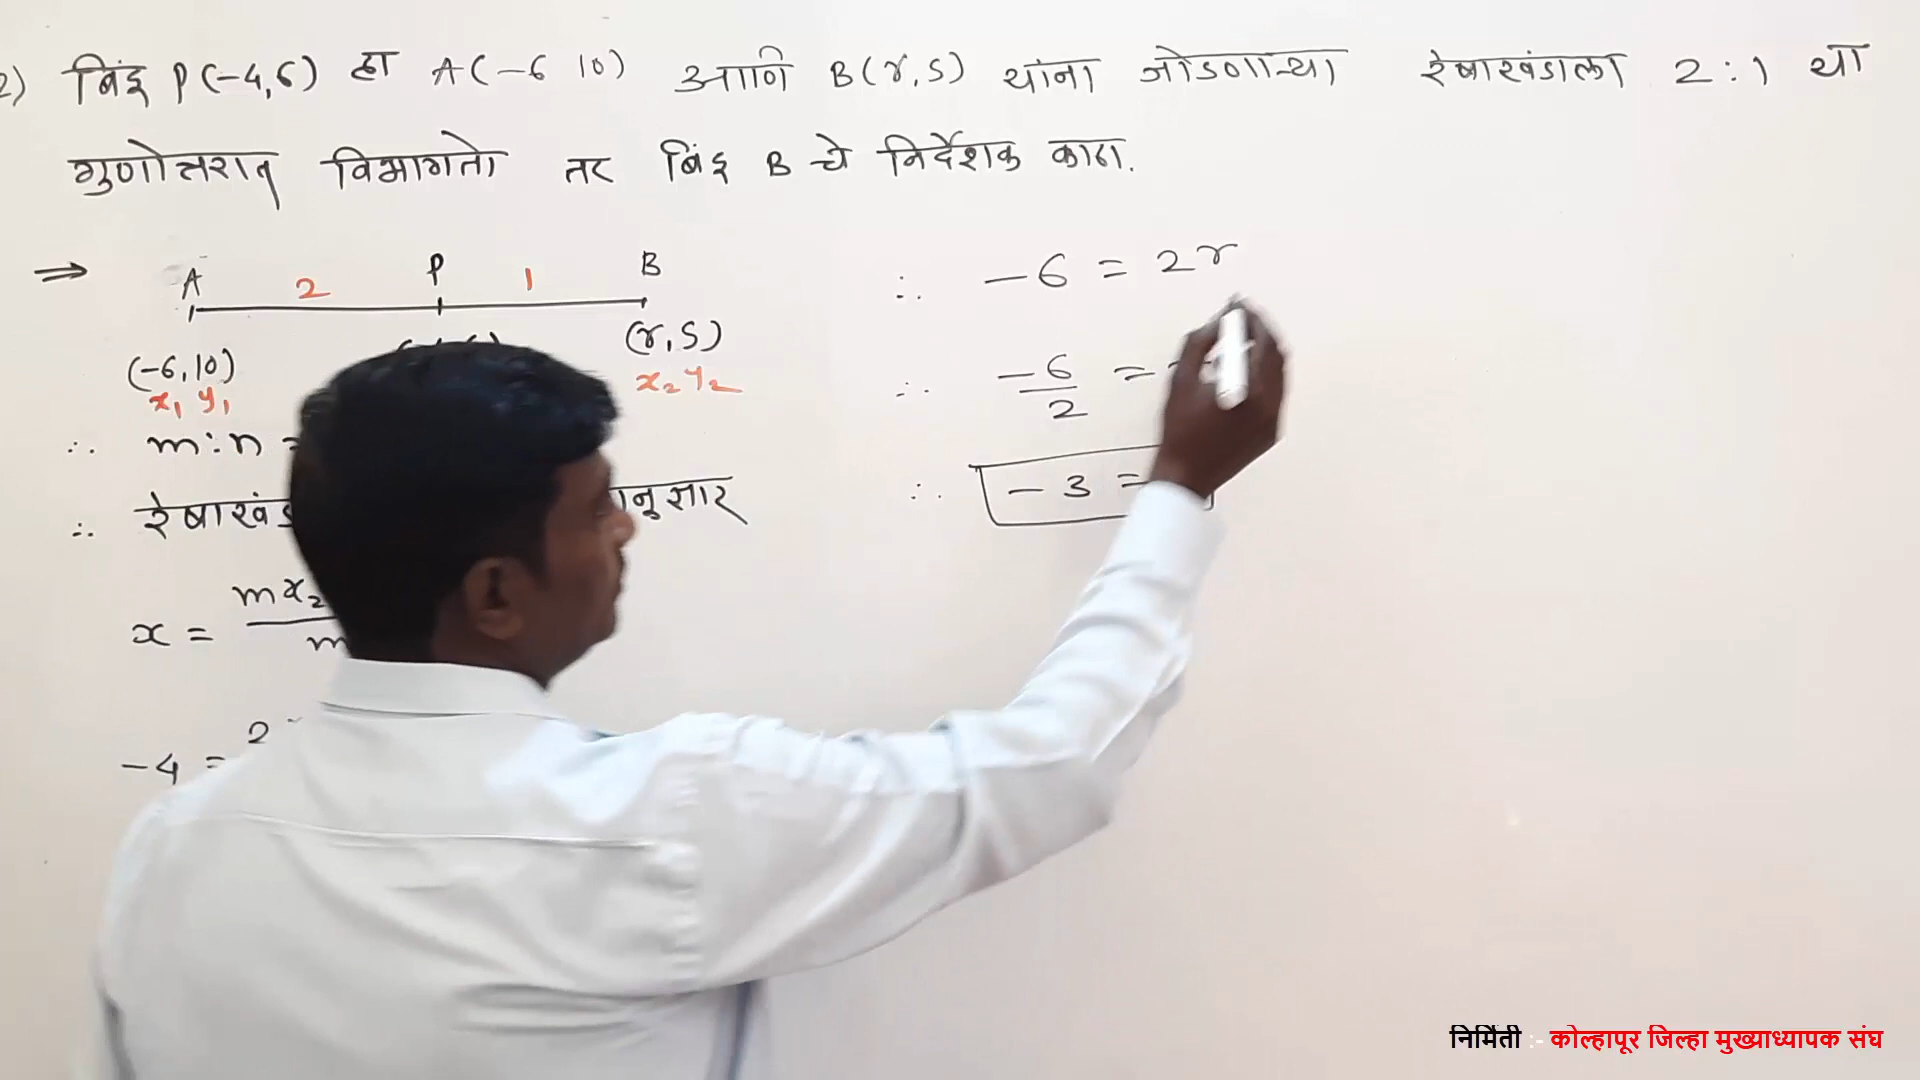 2) बिंदू P(-4,6) हा A(-6 10) आणि B(r,s) यांना जोडणाऱ्या रेषाखंडाला 2:1 या
गुणोत्तरात विभागतो तर बिंदू B चे निर्देशक काढा.
⇒ A 2 P 1 B
(-6,10) (r,s)
x₁ y₁ x₂ y₂
∴ m:n =
∴ रेषाखंड नुसार
x = mx₂
m
-4 = 2
∴ -6 = 2r
∴ -6/2 =
∴ -3 =
निर्मिती :- कोल्हापूर जिल्हा मुख्याध्यापक संघ